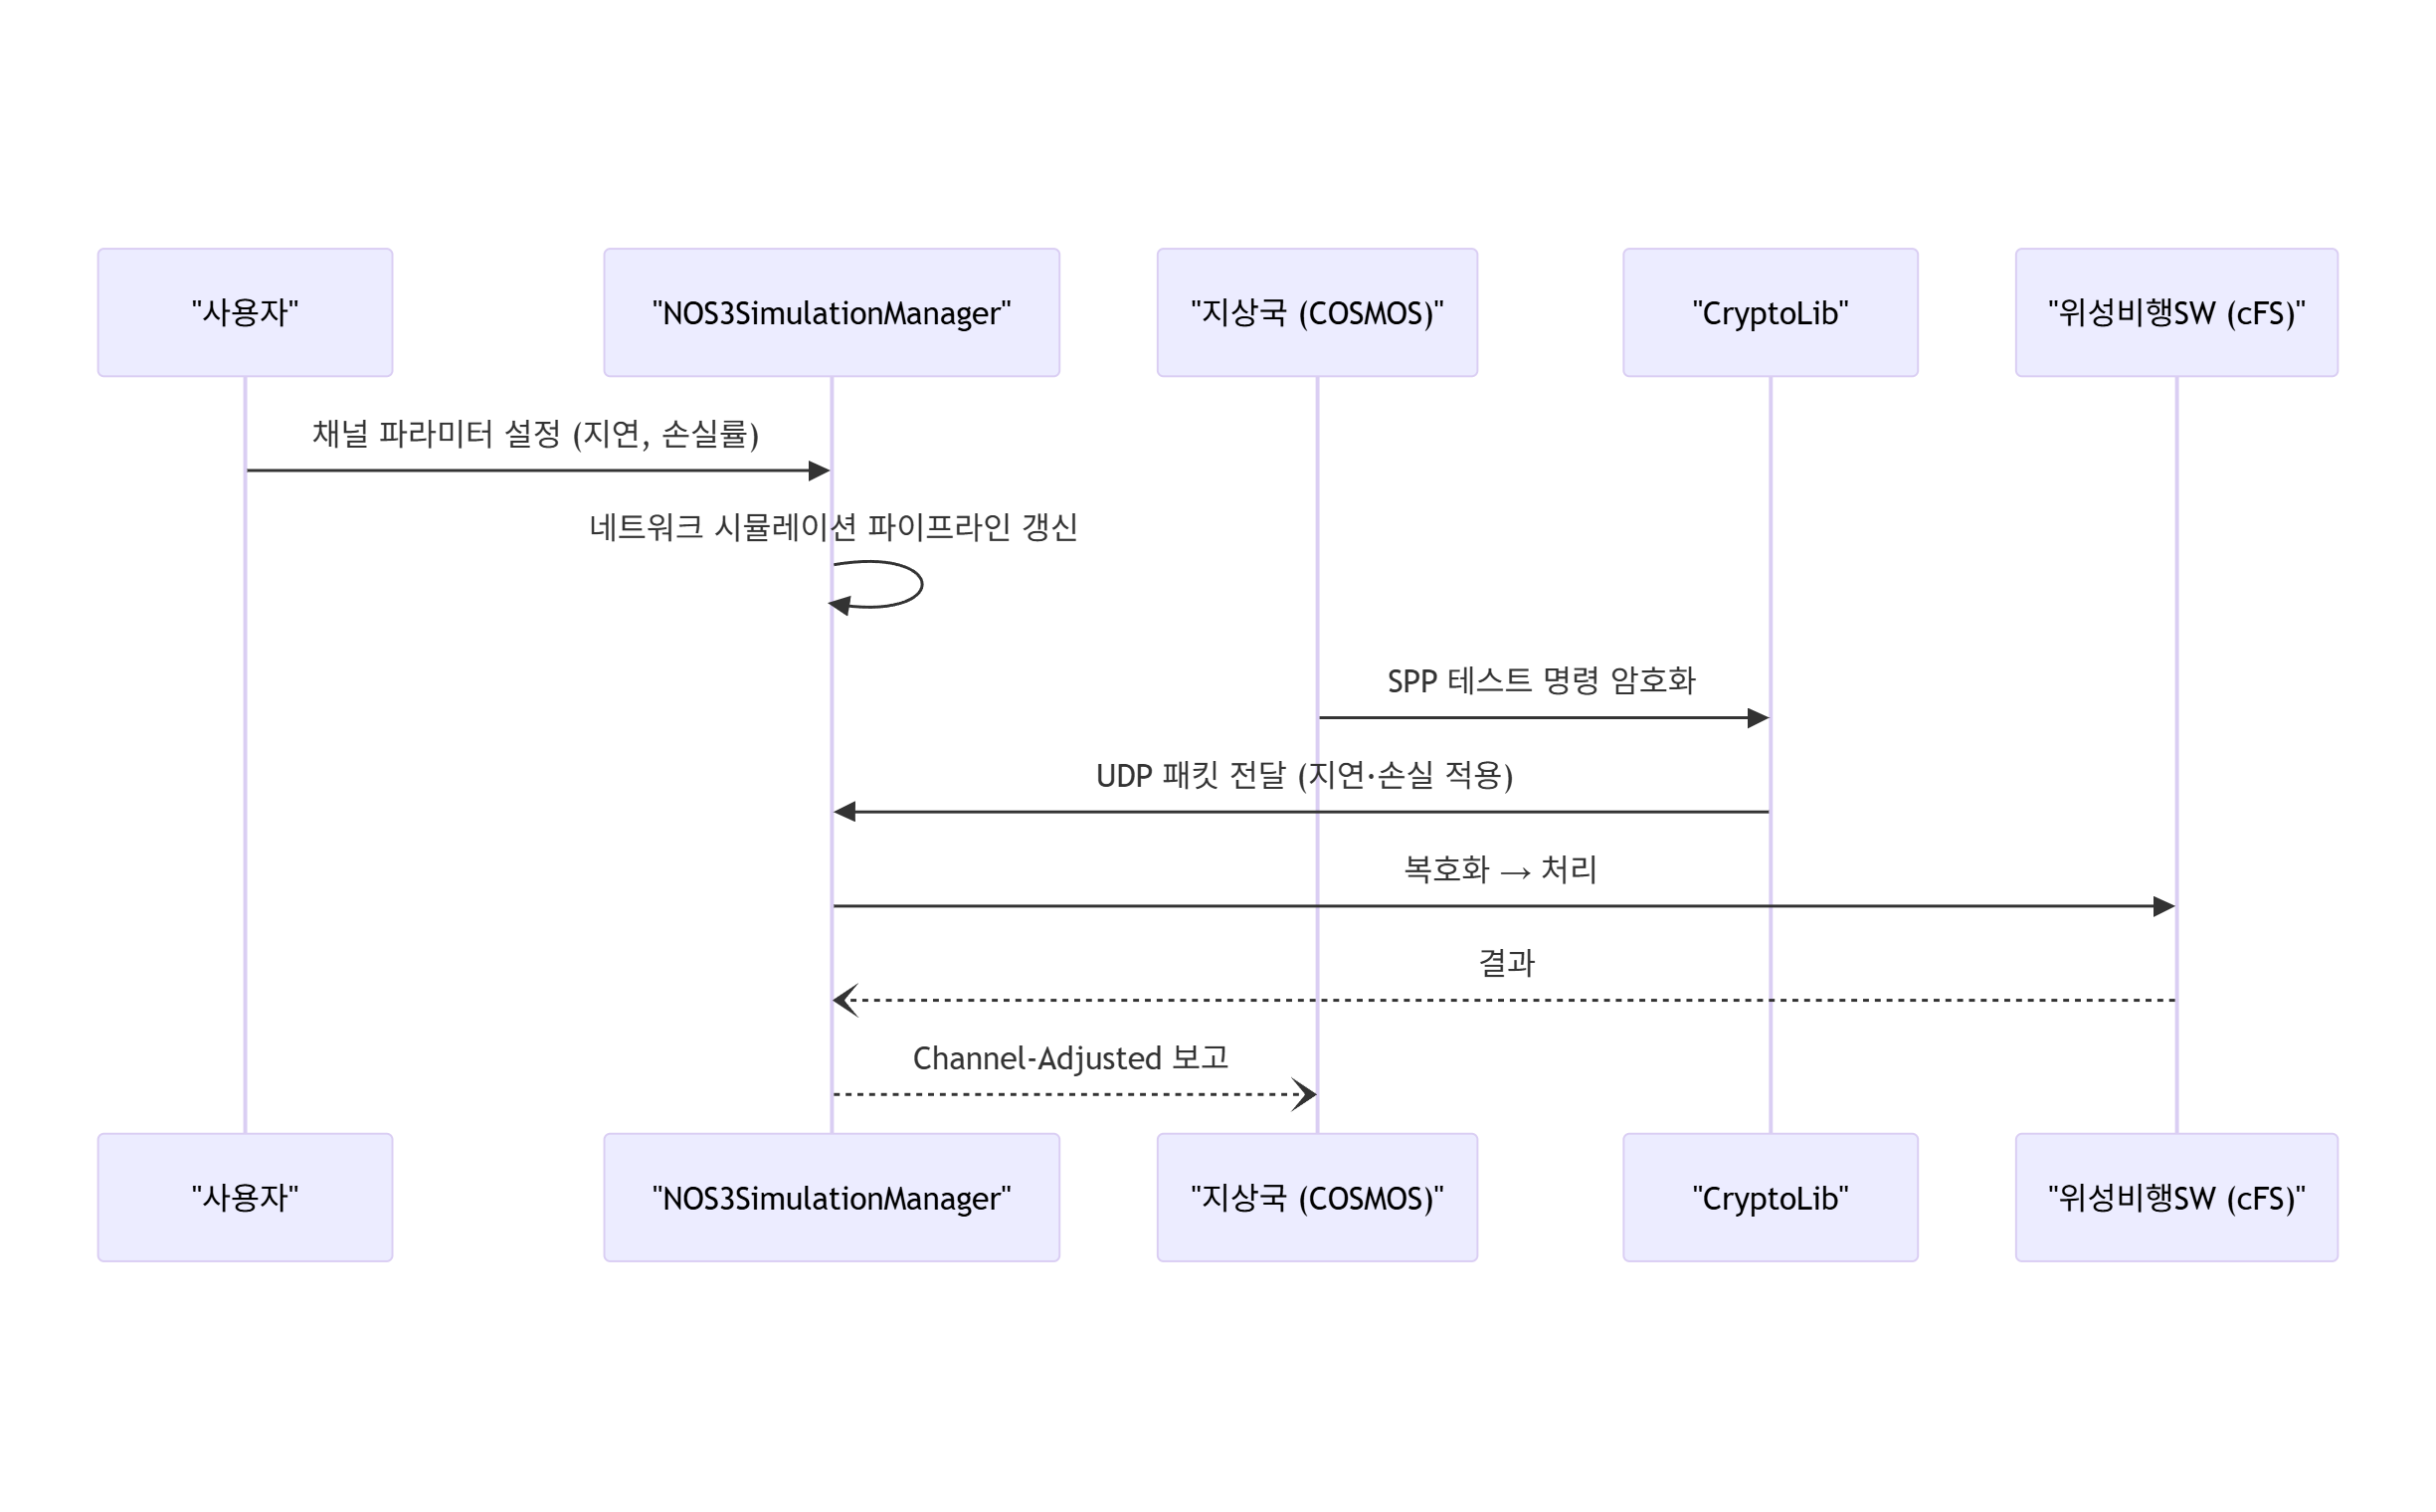 "사용자"
"NOS3SimulationManager"
"지상국 (COSMOS)"
"CryptoLib"
"위성비행SW (cFS)"
채널 파라미터 설정 (지연, 손실률)
네트워크 시뮬레이션 파이프라인 갱신
SPP 테스트 명령 암호화
UDP 패킷 전달 (지연·손실 적용)
복호화 → 처리
결과
Channel-Adjusted 보고
"사용자"
"NOS3SimulationManager"
"지상국 (COSMOS)"
"CryptoLib"
"위성비행SW (cFS)"